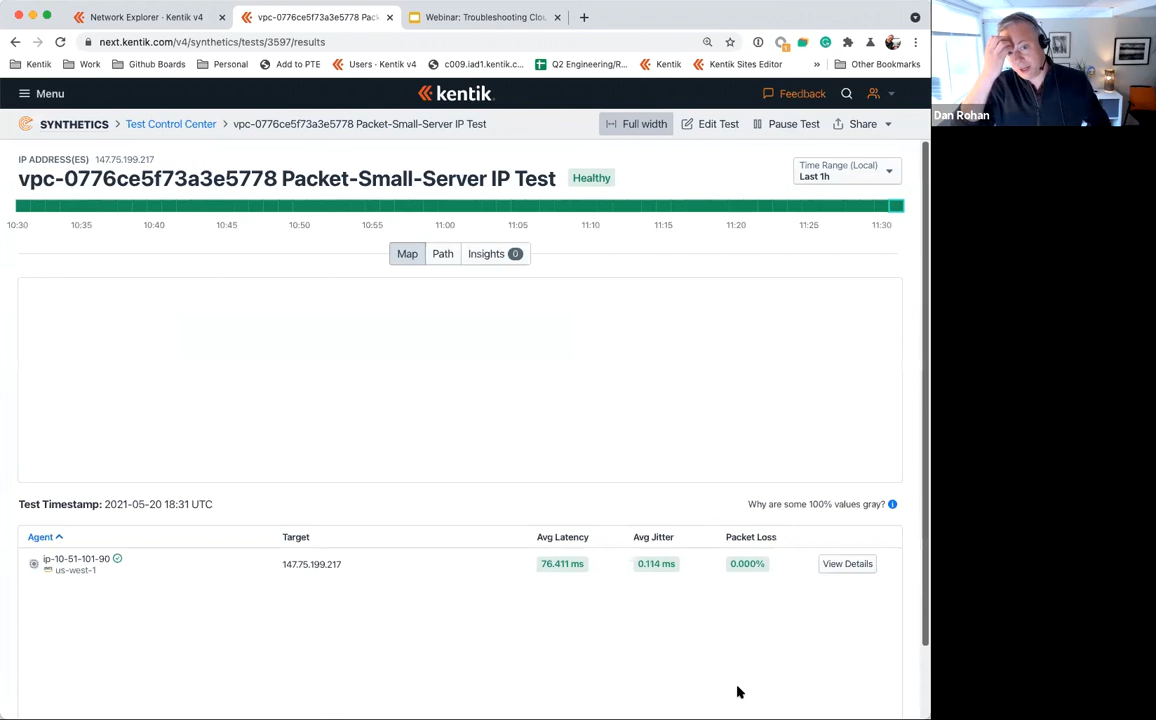 Network Explorer · Kentik v4
vpc-0776ce5f73a3e5778 Pack
Webinar: Troubleshooting Clou
next.kentik.com/v4/synthetics/tests/3597/results
Kentik
Work
Github Boards
Personal
Add to PTE
Users · Kentik v4
c009.iad1.kentik.c...
Q2 Engineering/R...
Kentik
Kentik Sites Editor
»
Other Bookmarks
Menu
kentik
Feedback
SYNTHETICS > Test Control Center > vpc-0776ce5f73a3e5778 Packet-Small-Server IP Test
Full width
Edit Test
Pause Test
Share
Dan Rohan
IP ADDRESS(ES) 147.75.199.217
vpc-0776ce5f73a3e5778 Packet-Small-Server IP Test
Healthy
Time Range (Local)
Last 1h
10:30 10:35 10:40 10:45 10:50 10:55 11:00 11:05 11:10 11:15 11:20 11:25 11:30
Map
Path
Insights 0
Test Timestamp: 2021-05-20 18:31 UTC
Why are some 100% values gray?
Agent Target Avg Latency Avg Jitter Packet Loss
ip-10-51-101-90
us-west-1
147.75.199.217
76.411 ms
0.114 ms
0.000%
View Details